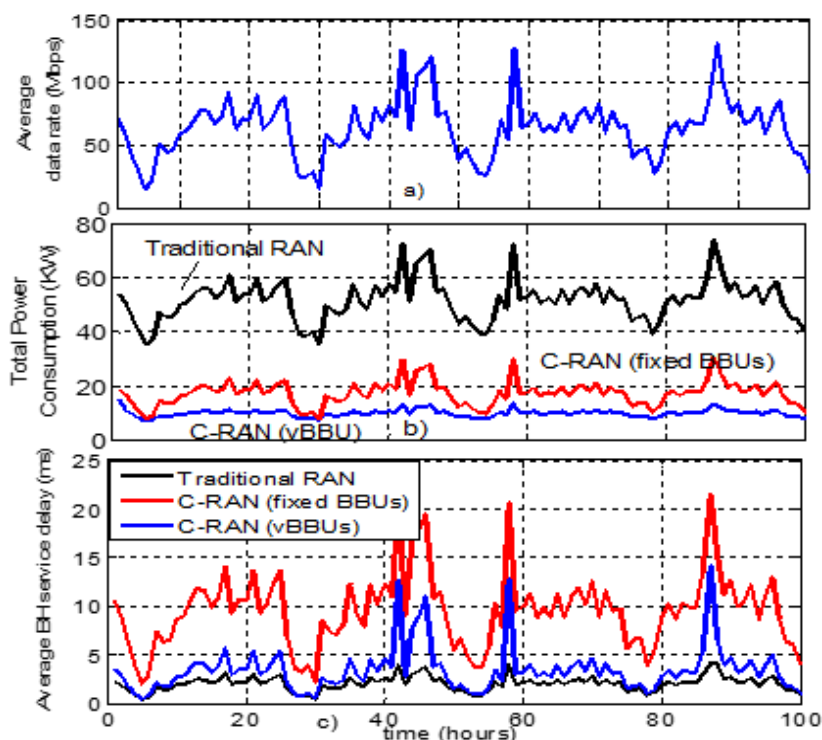 150
100
50
0
Average
data rate (Mbps)
a)
80
60
40
20
0
Total Power
Consumption (KW)
Traditional RAN
C-RAN (fixed BBUs)
C-RAN (vBBU)
b)
25
20
15
10
5
0
Average BH service delay (ms)
Traditional RAN
C-RAN (fixed BBUs)
C-RAN (vBBUs)
0 20 40 60 80 100
c)
time (hours)